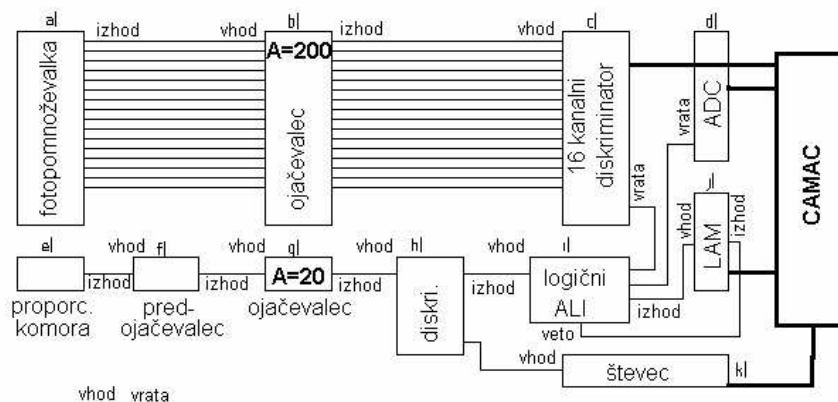 a|
b|
c|
d|
izhod
vhod
izhod
vhod
fotopomnoževalka
A=200
ojačevalec
16 kanalni
diskriminator
ADC
vrata
CAMAC
vrata
j|
vhod
izhod
LAM
e|
vhod
f|
vhod
g|
vhod
h|
vhod
ı|
izhod
izhod
A=20
izhod
izhod
logični
ALI
izhod
proporc.
komora
pred-
ojačevalec
ojačevalec
diskri.
veto
vhod
števec
k|
vhod vrata